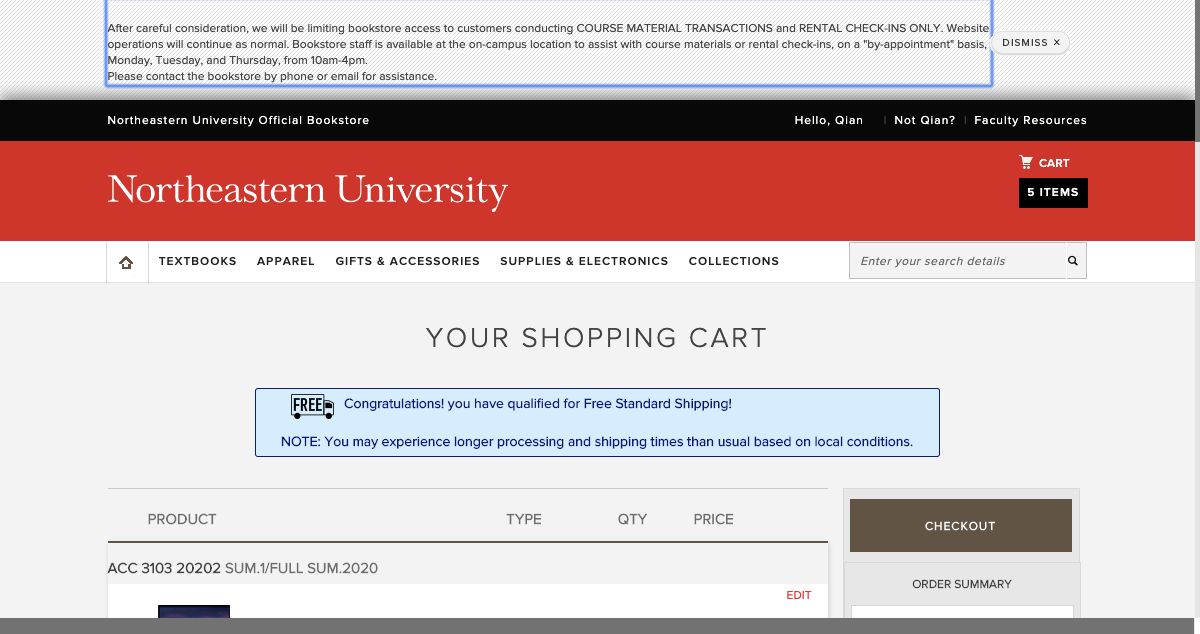 After careful consideration, we will be limiting bookstore access to customers conducting COURSE MATERIAL TRANSACTIONS and RENTAL CHECK-INS ONLY. Website
operations will continue as normal. Bookstore staff is available at the on-campus location to assist with course materials or rental check-ins, on a "by-appointment" basis,
Monday, Tuesday, and Thursday, from 10am-4pm.
Please contact the bookstore by phone or email for assistance.
DISMISS ×
Northeastern University Official Bookstore
Hello, Qian | Not Qian? | Faculty Resources
CART
Northeastern University
5 ITEMS
TEXTBOOKS APPAREL GIFTS & ACCESSORIES SUPPLIES & ELECTRONICS COLLECTIONS
Enter your search details
YOUR SHOPPING CART
FREE Congratulations! you have qualified for Free Standard Shipping!
NOTE: You may experience longer processing and shipping times than usual based on local conditions.
PRODUCT TYPE QTY PRICE
CHECKOUT
ACC 3103 20202 SUM.1/FULL SUM.2020
ORDER SUMMARY
EDIT